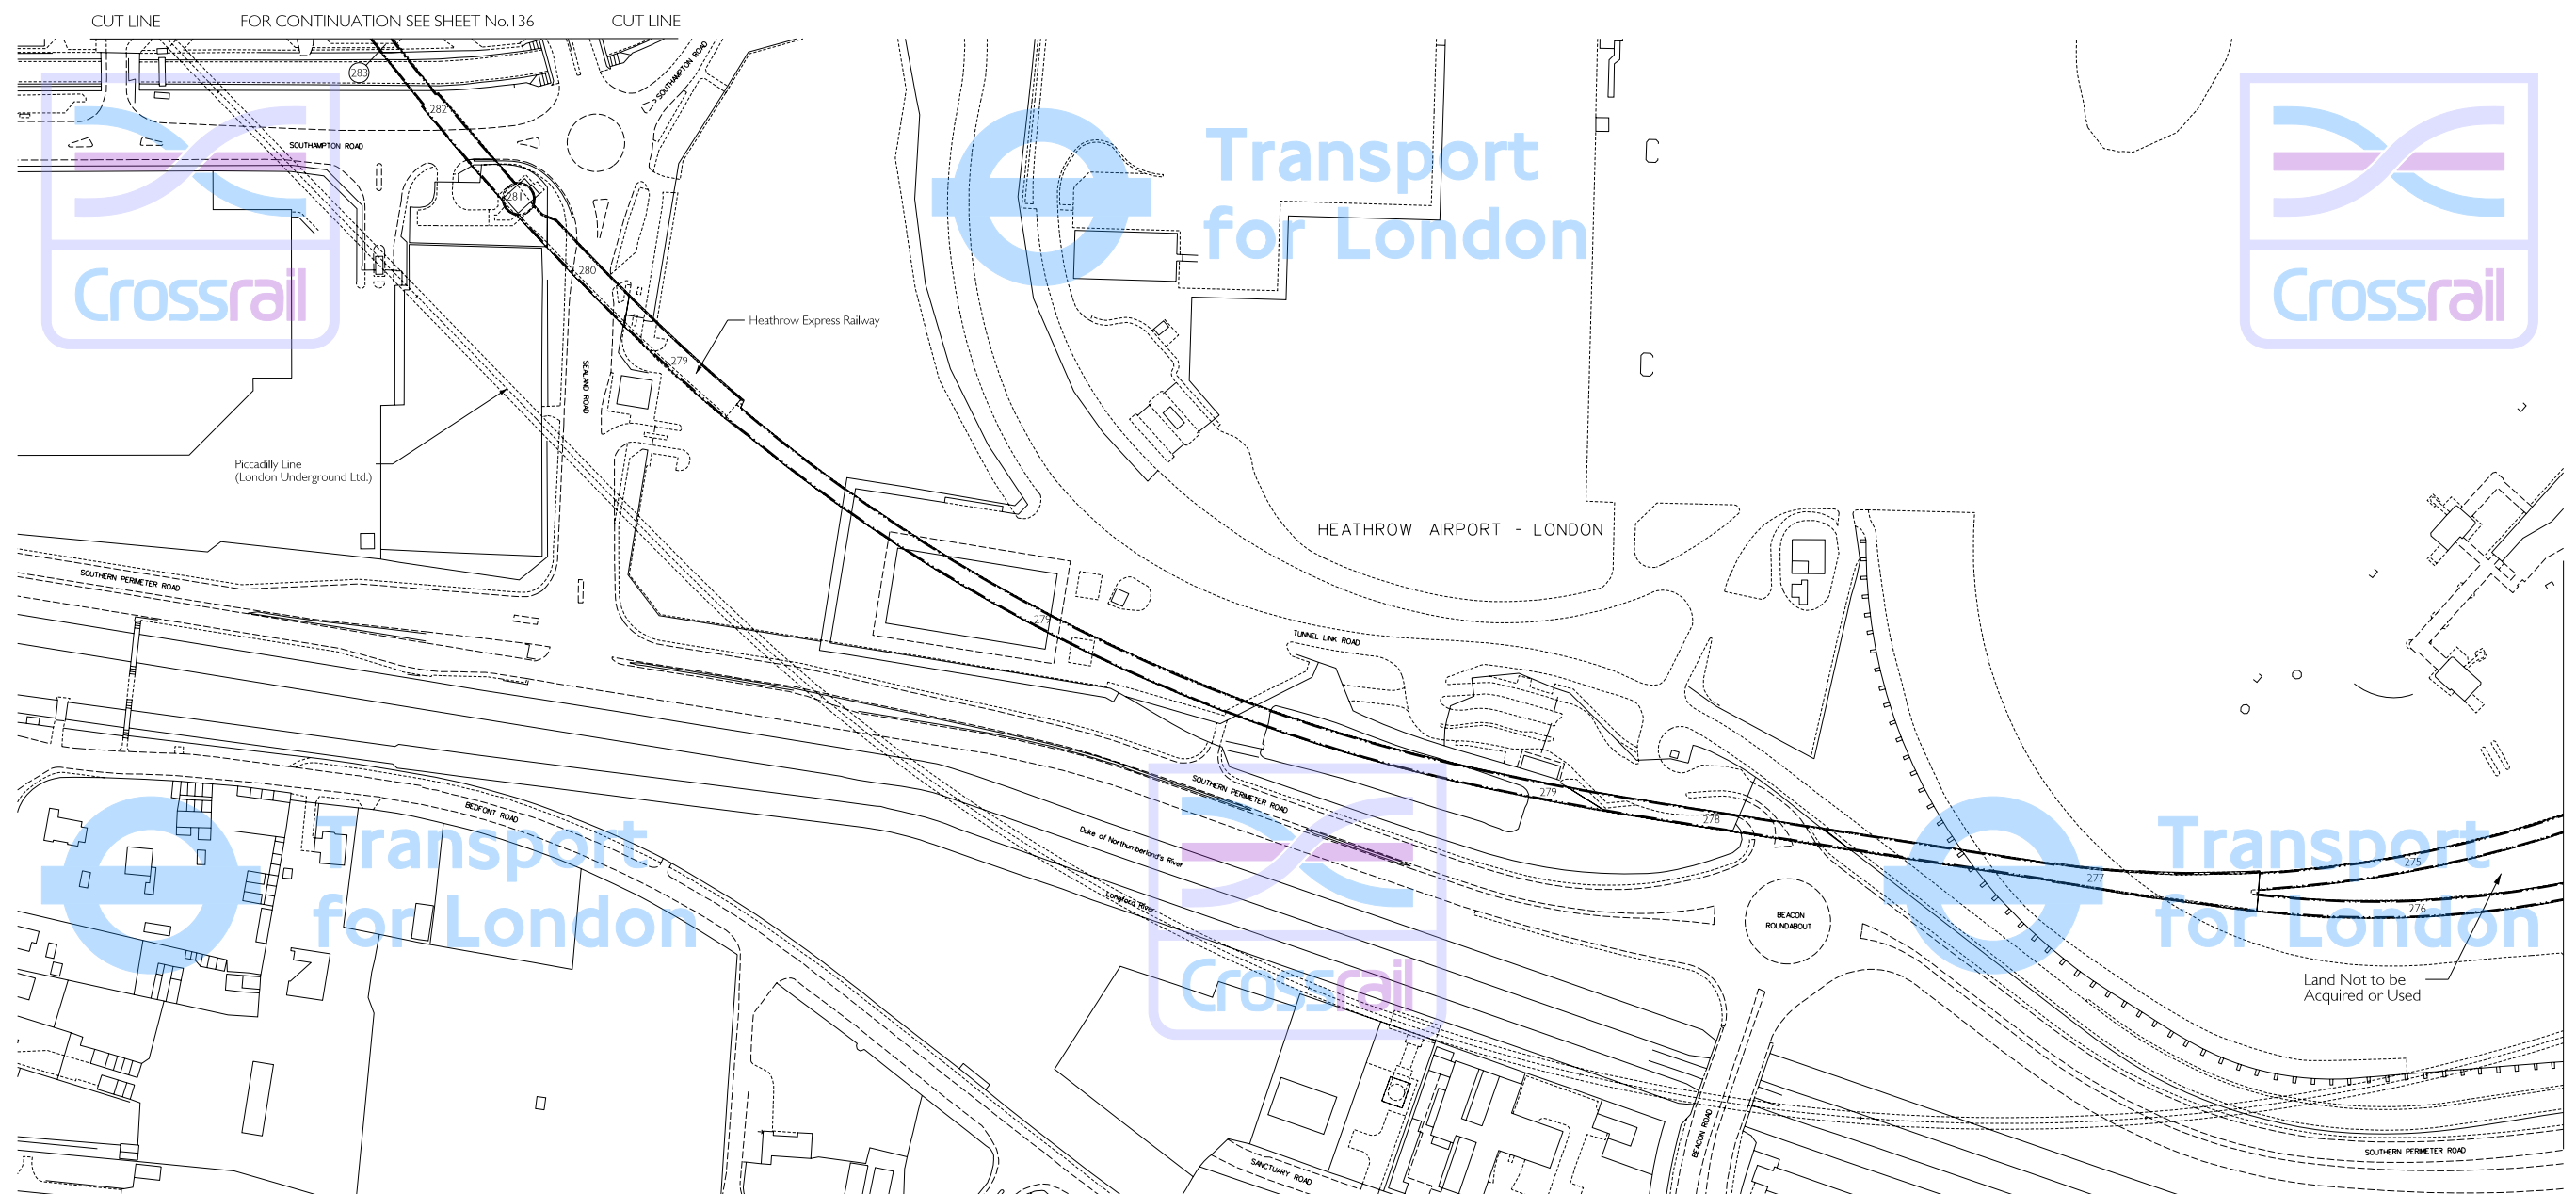 CUT LINE
FOR CONTINUATION SEE SHEET No.136
CUT LINE
283
282
SOUTHAMPTON ROAD
SOUTHAMPTON ROAD
281
280
Heathrow Express Railway
279
SEALAND ROAD
Piccadilly Line
(London Underground Ltd.)
Crossrail
Transport
for London
Crossrail
C
C
HEATHROW AIRPORT - LONDON
SOUTHERN PERIMETER ROAD
279
TUNNEL LINK ROAD
SOUTHERN PERIMETER ROAD
279
278
277
275
276
BEDFONT ROAD
Duke of Northumberland's River
Longford River
BEACON
ROUNDABOUT
Transport
for London
Crossrail
Transport
for London
Land Not to be
Acquired or Used
BEACON ROAD
SANCTUARY ROAD
SOUTHERN PERIMETER ROAD